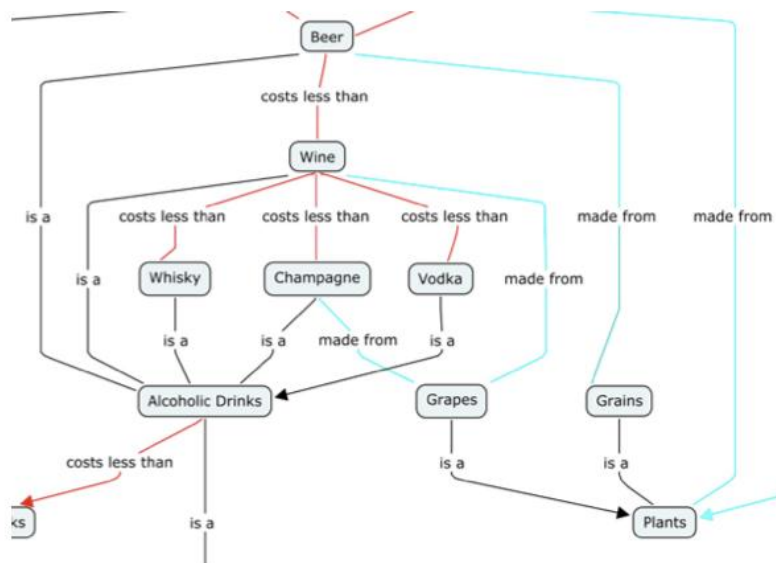 Beer
costs less than
Wine
is a
costs less than
costs less than
costs less than
made from
made from
is a
Whisky
Champagne
Vodka
made from
is a
is a
made from
is a
Alcoholic Drinks
Grapes
Grains
costs less than
is a
is a
ks
is a
Plants